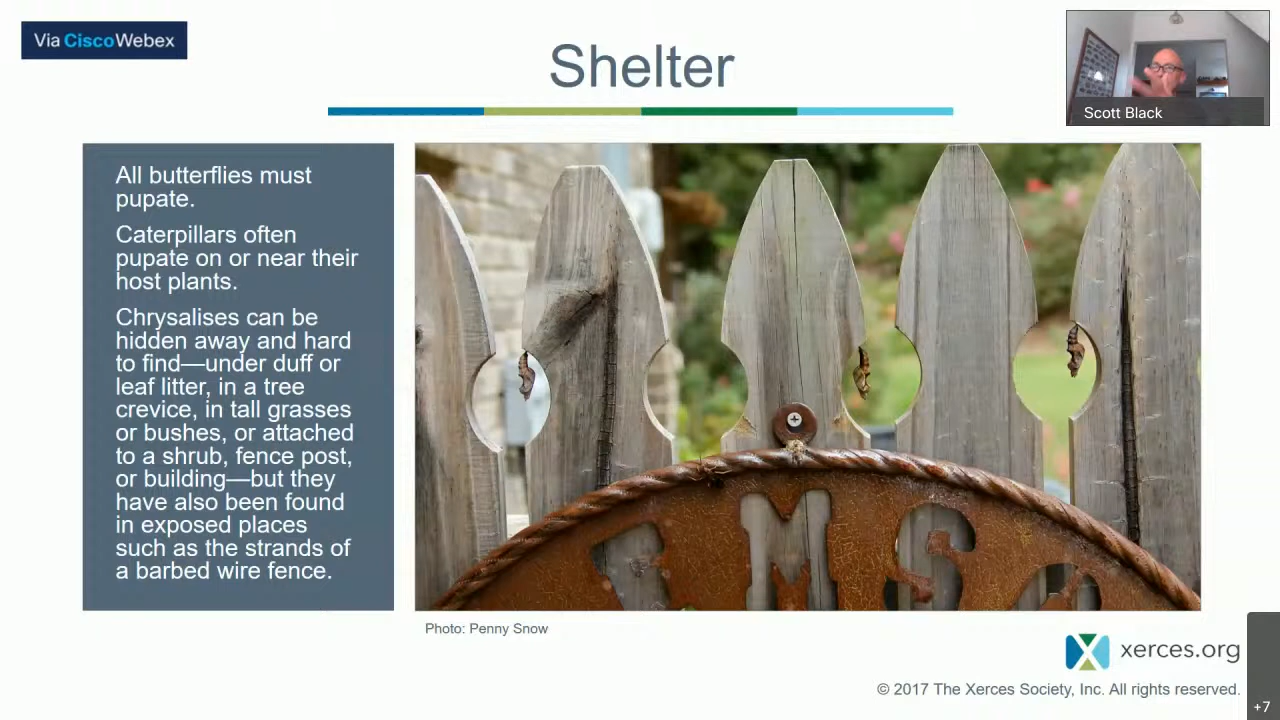 Via CiscoWebex
Shelter
Scott Black
All butterflies must
pupate.
Caterpillars often
pupate on or near their
host plants.
Chrysalises can be
hidden away and hard
to find—under duff or
leaf litter, in a tree
crevice, in tall grasses
or bushes, or attached
to a shrub, fence post,
or building—but they
have also been found
in exposed places
such as the strands of
a barbed wire fence.
Photo: Penny Snow
xerces.org
© 2017 The Xerces Society, Inc. All rights reserved.
+7